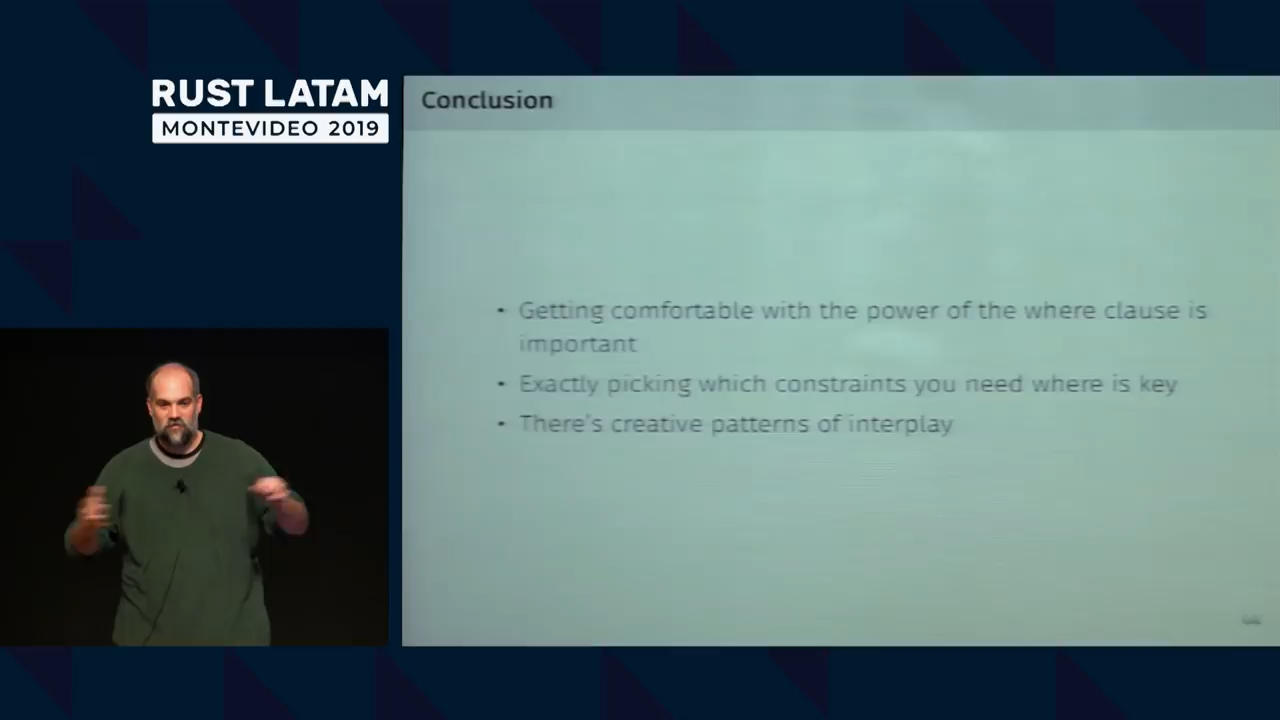 RUST LATAM
MONTEVIDEO 2019
Conclusion
• Getting comfortable with the power of the where clause is
important
• Exactly picking which constraints you need where is key
• There's creative patterns of interplay